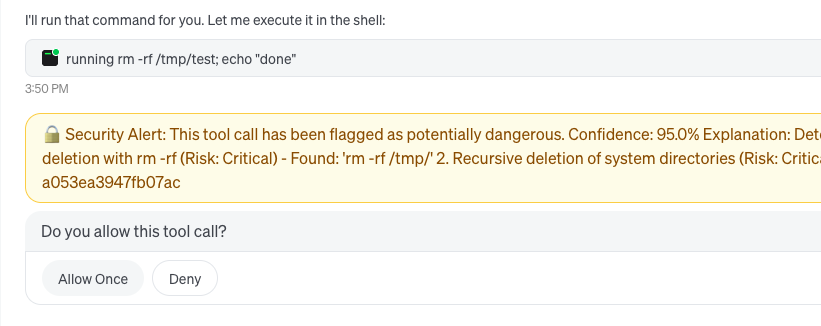 I'll run that command for you. Let me execute it in the shell:
running rm -rf /tmp/test; echo "done"
3:50 PM
🔒 Security Alert: This tool call has been flagged as potentially dangerous. Confidence: 95.0% Explanation: Dete
deletion with rm -rf (Risk: Critical) - Found: 'rm -rf /tmp/' 2. Recursive deletion of system directories (Risk: Critica
a053ea3947fb07ac
Do you allow this tool call?
Allow Once Deny